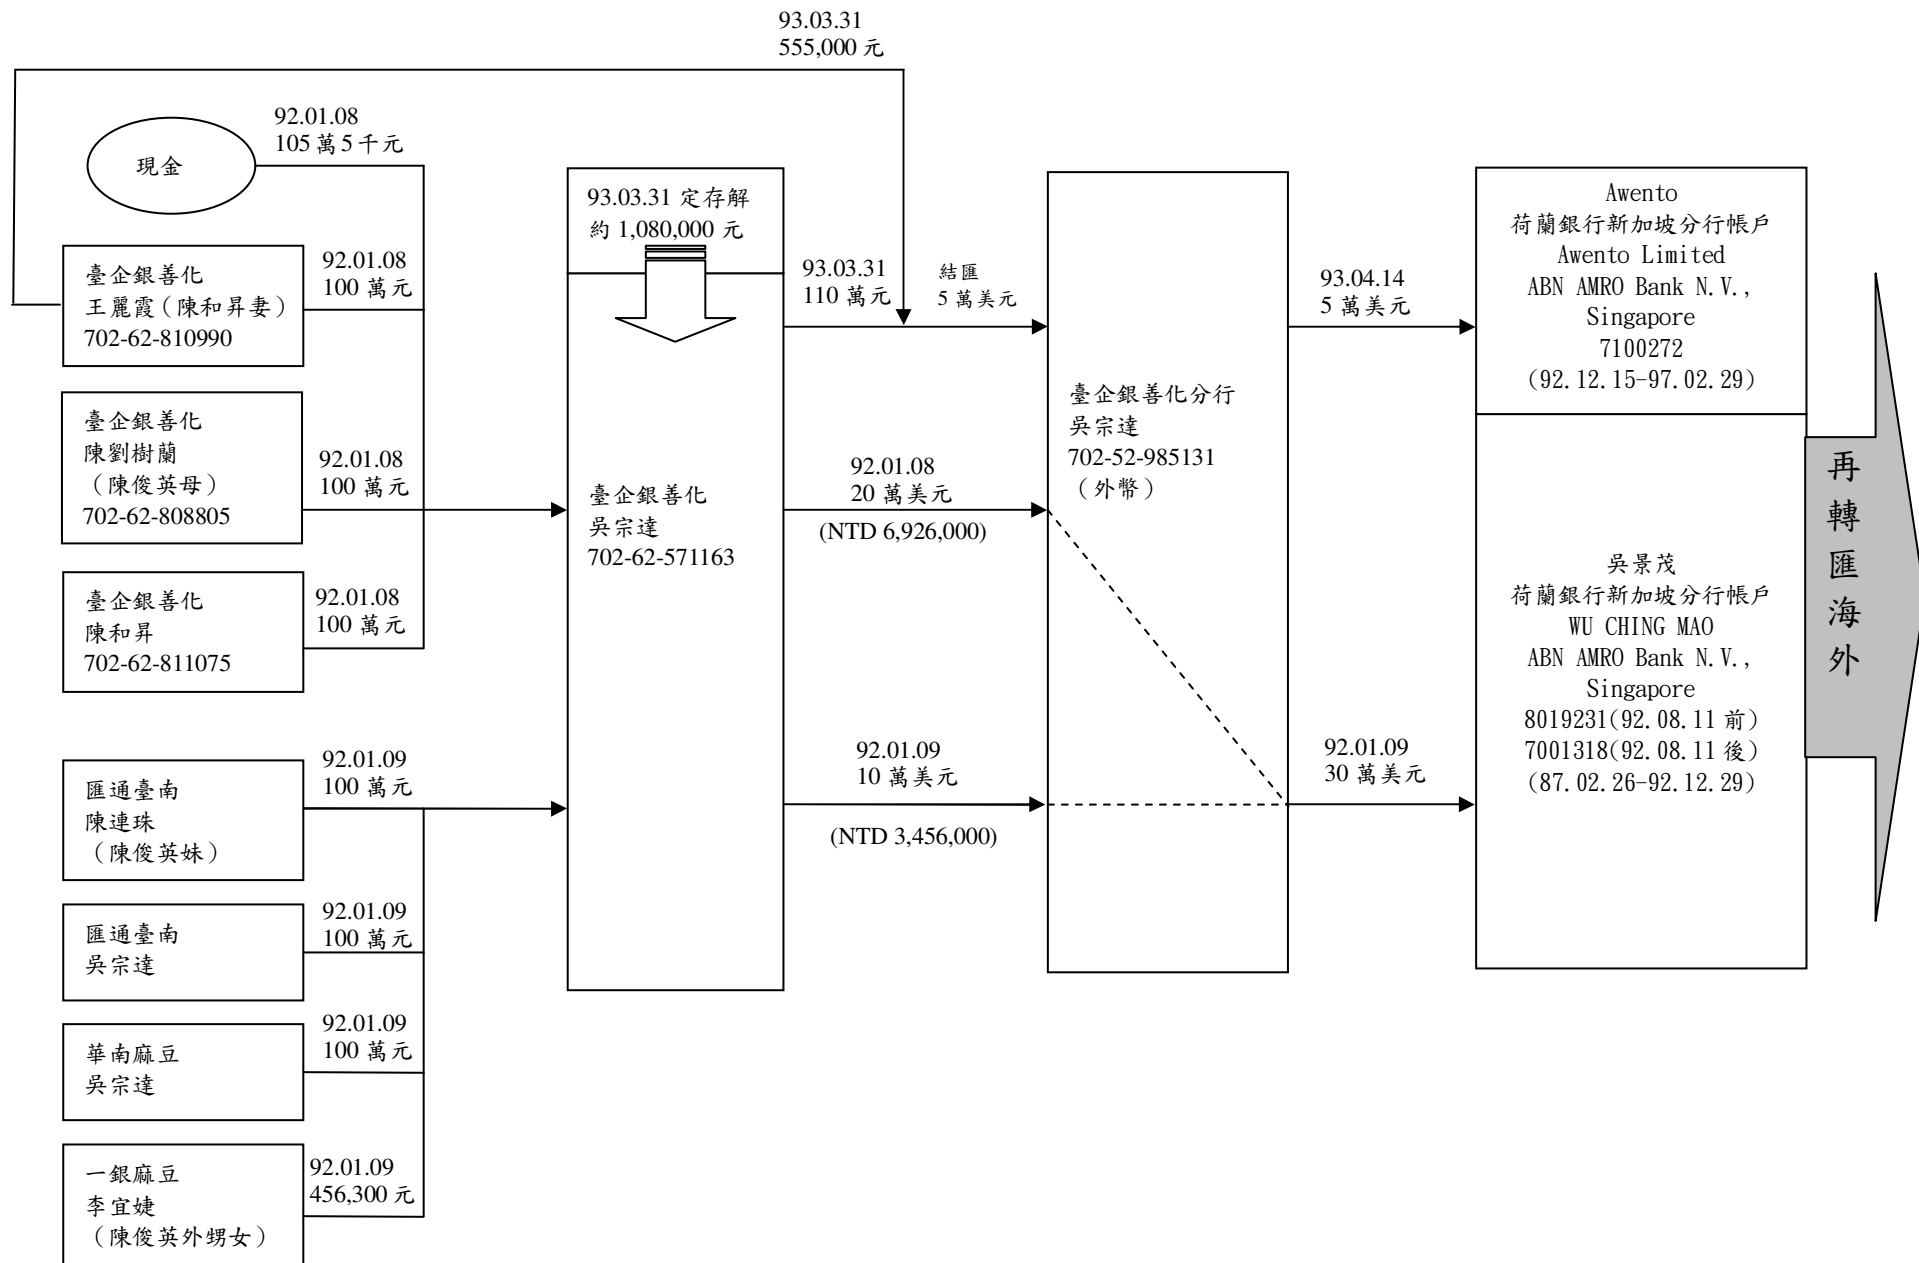 93.03.31
555,000 元
92.01.08
105 萬 5 千元
現金
臺企銀善化
王麗霞（陳和昇妻）
702-62-810990
92.01.08
100 萬元
臺企銀善化
陳劉樹蘭
（陳俊英母）
702-62-808805
92.01.08
100 萬元
臺企銀善化
陳和昇
702-62-811075
92.01.08
100 萬元
匯通臺南
陳連珠
（陳俊英妹）
92.01.09
100 萬元
匯通臺南
吳宗達
92.01.09
100 萬元
華南麻豆
吳宗達
92.01.09
100 萬元
一銀麻豆
李宜婕
（陳俊英外甥女）
92.01.09
456,300 元
93.03.31 定存解
約 1,080,000 元
臺企銀善化
吳宗達
702-62-571163
93.03.31
110 萬元
結匯
5 萬美元
92.01.08
20 萬美元
(NTD 6,926,000)
92.01.09
10 萬美元
(NTD 3,456,000)
臺企銀善化分行
吳宗達
702-52-985131
（外幣）
93.04.14
5 萬美元
92.01.09
30 萬美元
Awento
荷蘭銀行新加坡分行帳戶
Awento Limited
ABN AMRO Bank N.V.,
Singapore
7100272
(92.12.15-97.02.29)
吳景茂
荷蘭銀行新加坡分行帳戶
WU CHING MAO
ABN AMRO Bank N.V.,
Singapore
8019231(92.08.11 前)
7001318(92.08.11 後)
(87.02.26-92.12.29)
再轉匯海外